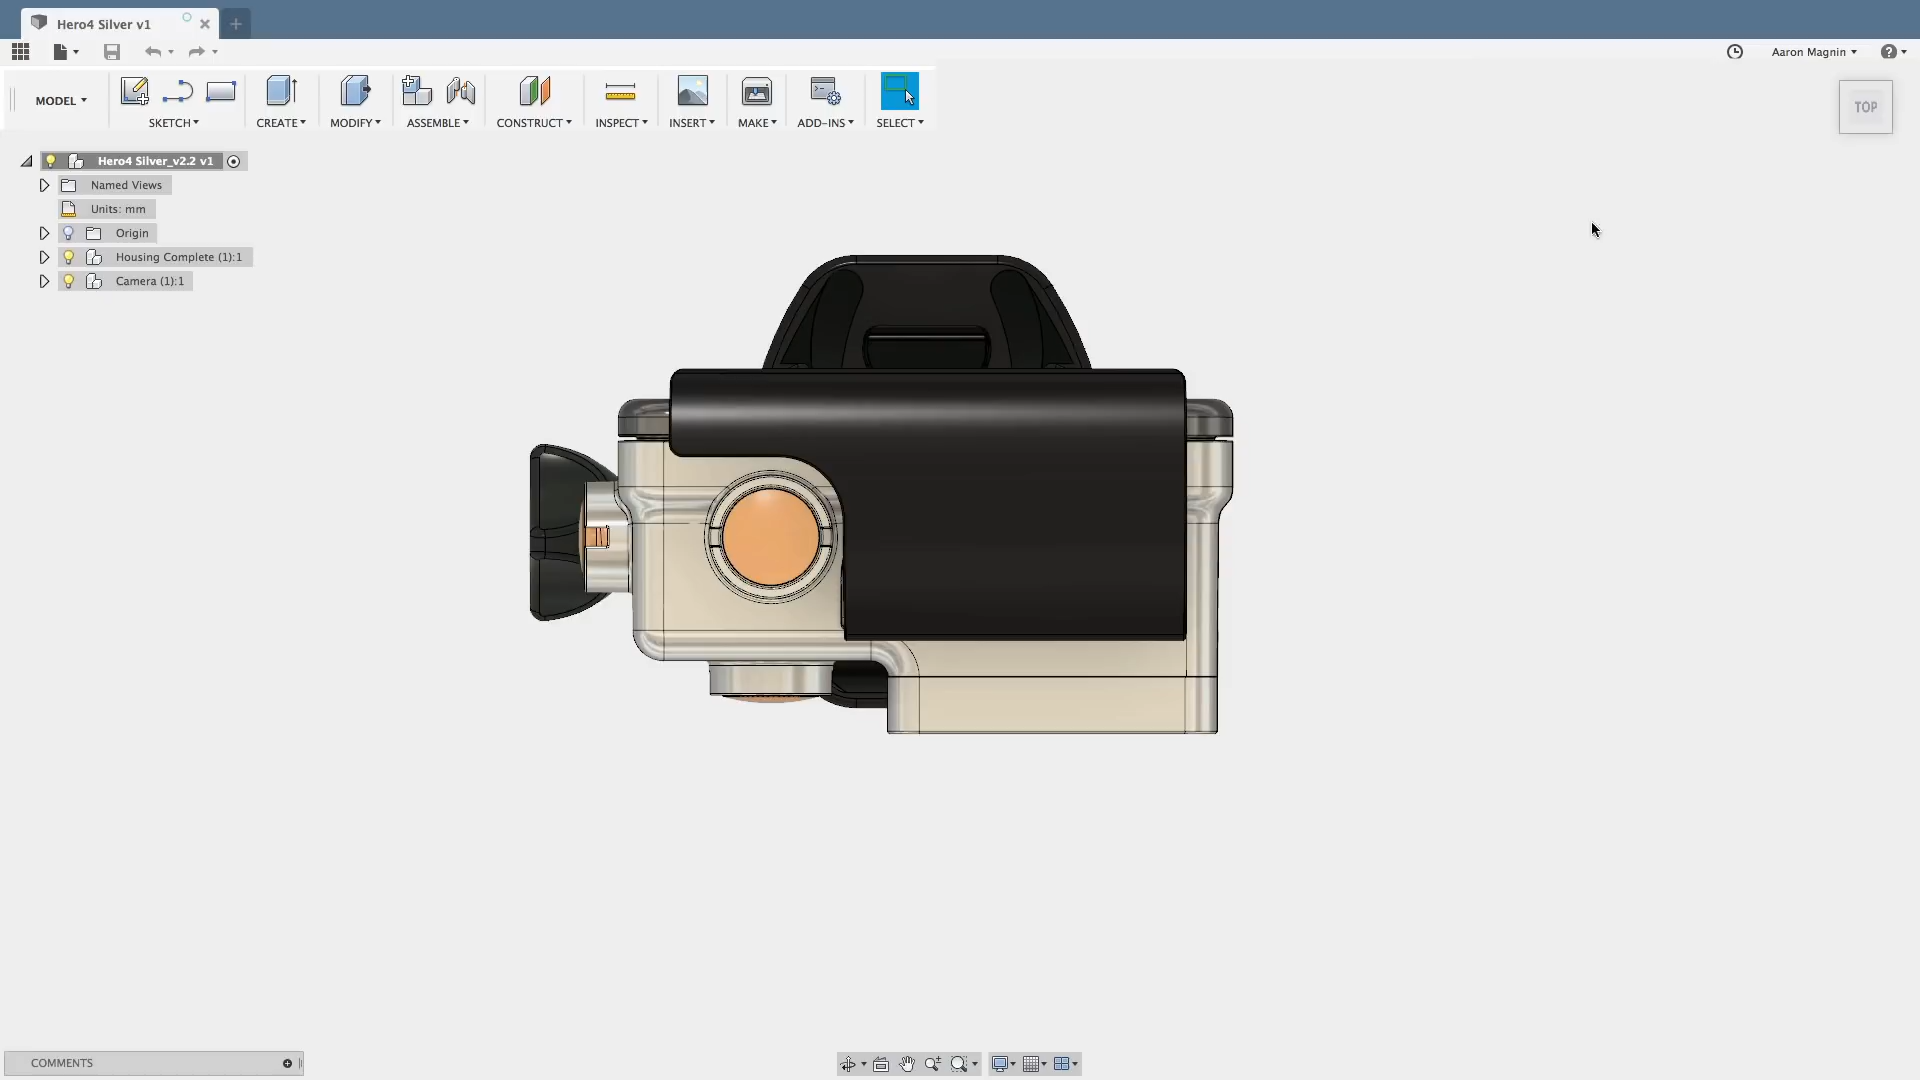 Hero4 Silver v1
Aaron Magnin
MODEL
SKETCH
CREATE
MODIFY
ASSEMBLE
CONSTRUCT
INSPECT
INSERT
MAKE
ADD-INS
SELECT
TOP
Hero4 Silver_v2.2 v1
Named Views
Units: mm
Origin
Housing Complete (1):1
Camera (1):1
COMMENTS